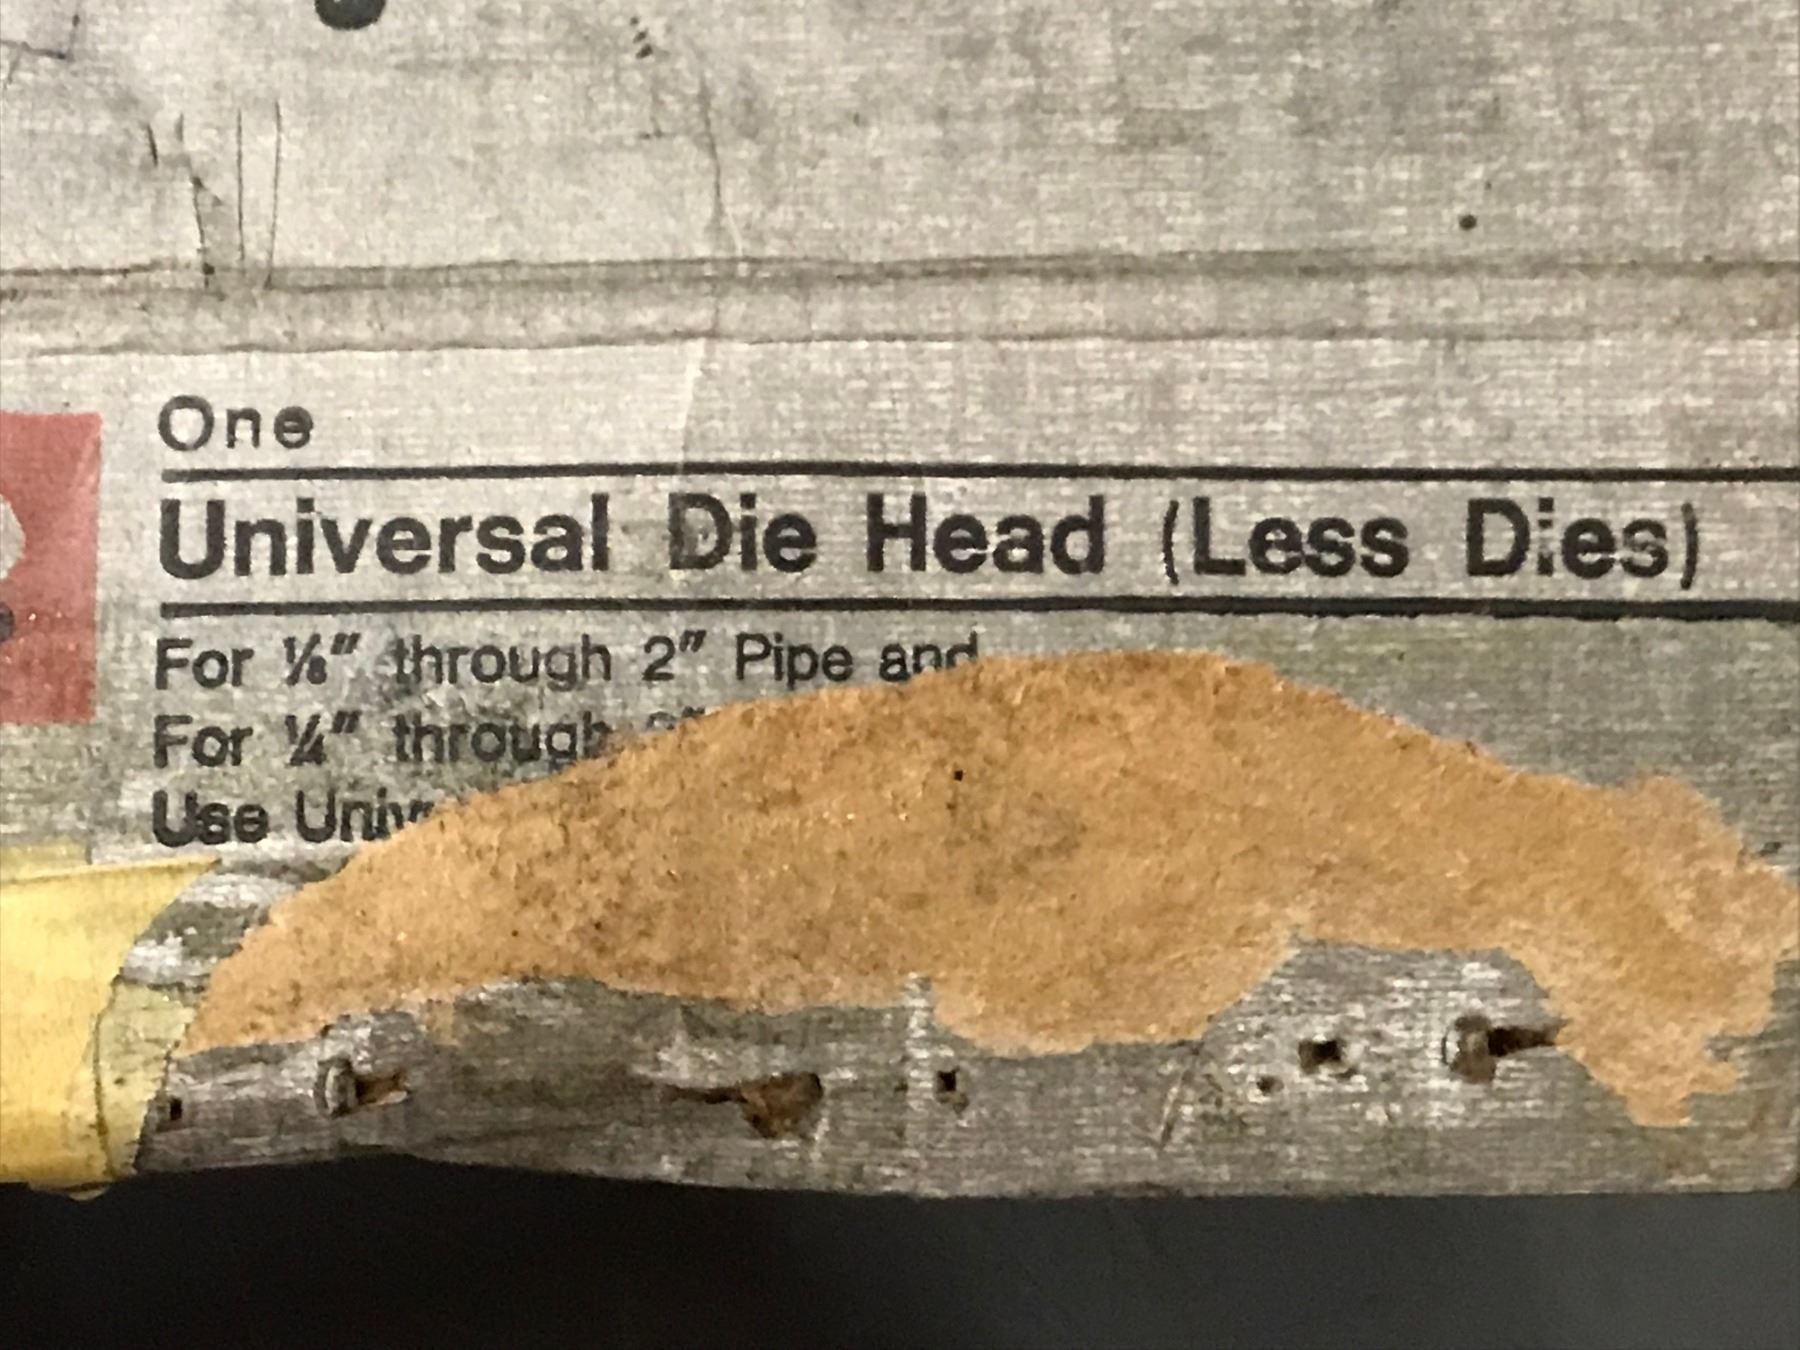 One
Universal Die Head (Less Dies)
For ⅛" through 2" Pipe and
For ¼" through
Use